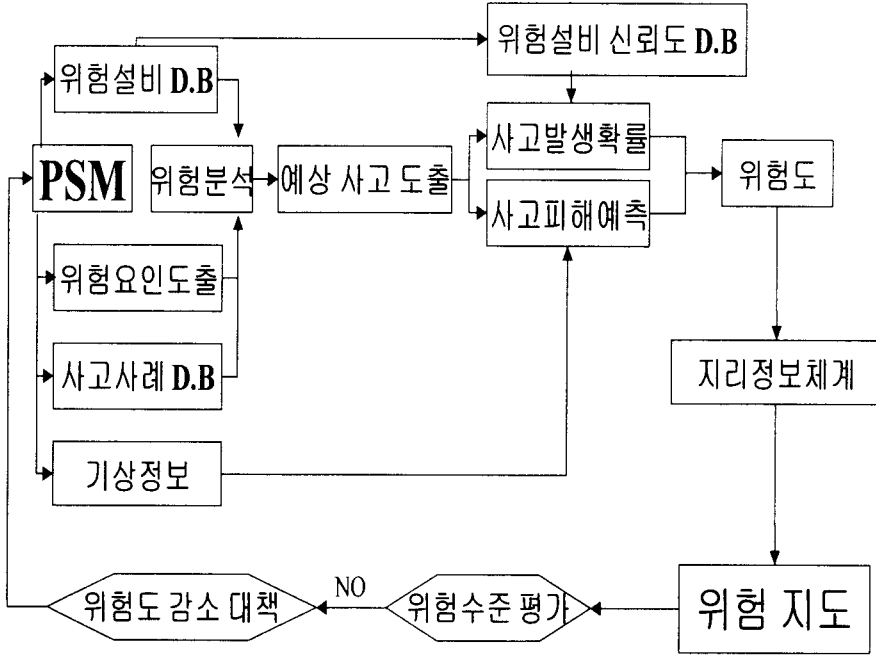 위험설비 신뢰도 D.B
위험설비 D.B
사고발생확률
PSM
위험분석
예상 사고 도출
위험도
사고피해예측
위험요인도출
사고사례 D.B
지리정보체계
기상정보
위험도 감소 대책
NO
위험수준 평가
위험 지도